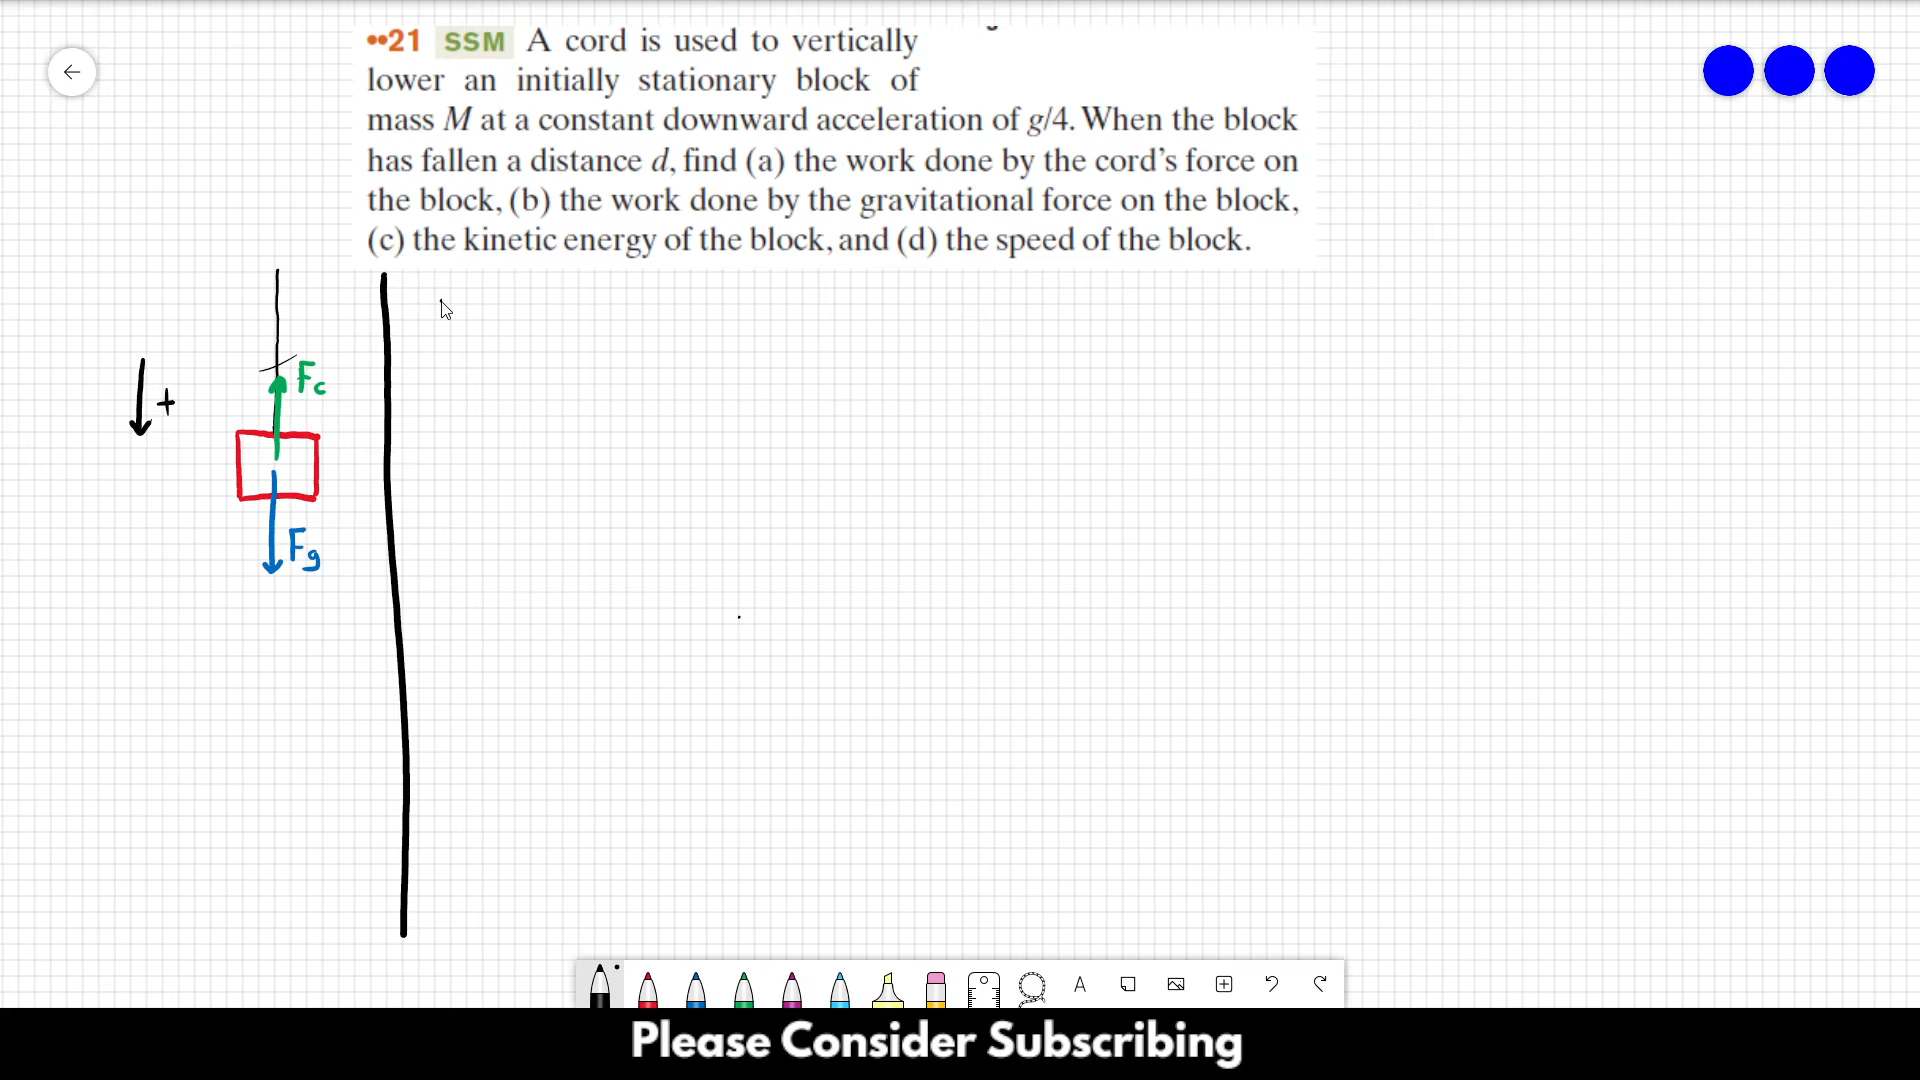 ••21 SSM A cord is used to vertically
lower an initially stationary block of
mass M at a constant downward acceleration of g/4. When the block
has fallen a distance d, find (a) the work done by the cord’s force on
the block, (b) the work done by the gravitational force on the block,
(c) the kinetic energy of the block, and (d) the speed of the block.
Fc
+
Fg
A
Please Consider Subscribing